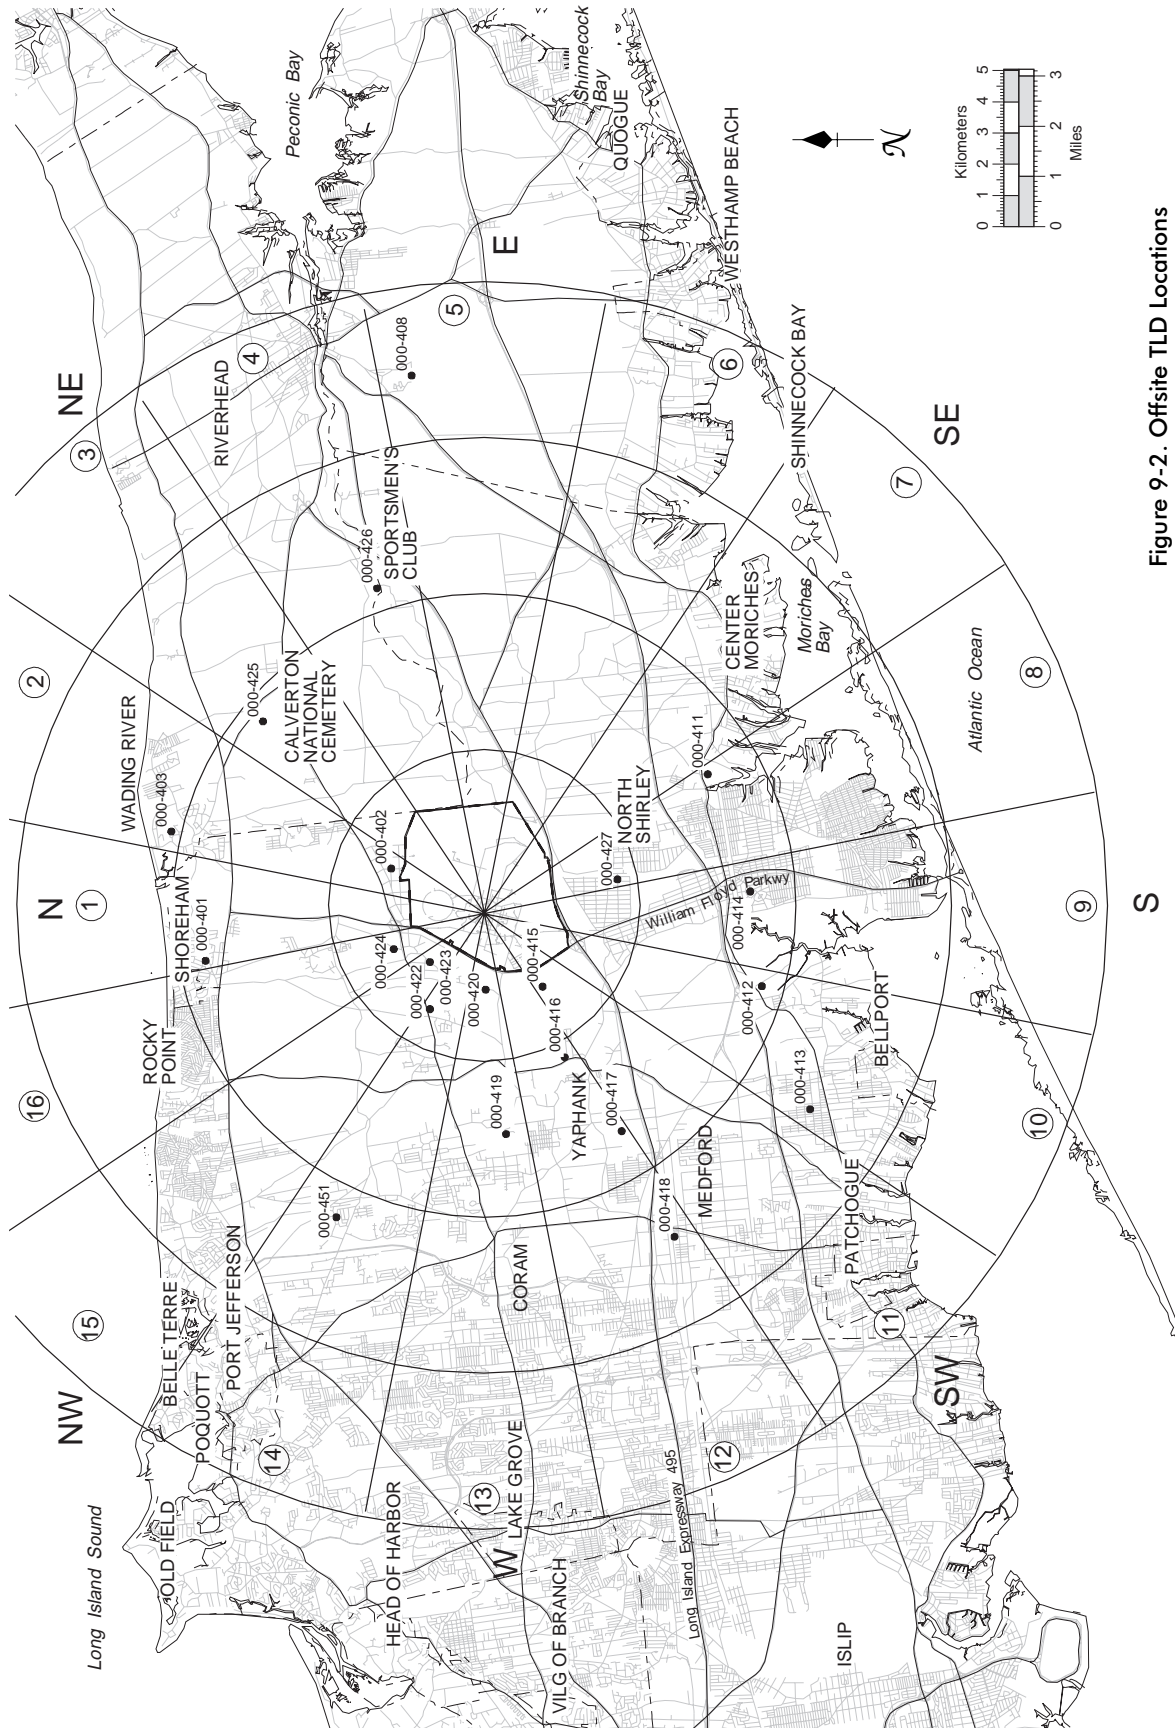 Long Island Sound
Peconic Bay
Shinnecock
Bay
QUOGUE
WESTHAMP BEACH
SHINNECOCK BAY
Moriches
Bay
Atlantic Ocean
N
NE
E
SE
S
SW
W
NW
1
2
3
4
5
6
7
8
9
10
11
12
13
14
15
16
OLD FIELD
POQUOTT
BELLE TERRE
PORT JEFFERSON
ROCKY
POINT
SHOREHAM
WADING RIVER
RIVERHEAD
CALVERTON
NATIONAL
CEMETERY
SPORTSMEN'S
CLUB
HEAD OF HARBOR
LAKE GROVE
VILG OF BRANCH
CORAM
YAPHANK
NORTH
SHIRLEY
CENTER
MORICHES
MEDFORD
BELLPORT
PATCHOGUE
ISLIP
Long Island Expressway 495
William Floyd Parkwy
000-401
000-402
000-403
000-408
000-411
000-412
000-413
000-414
000-415
000-416
000-417
000-418
000-419
000-420
000-422
000-423
000-424
000-425
000-426
000-427
000-451
N
Kilometers
0 1 2 3 4 5
0 1 2 3
Miles
Figure 9-2. Offsite TLD Locations